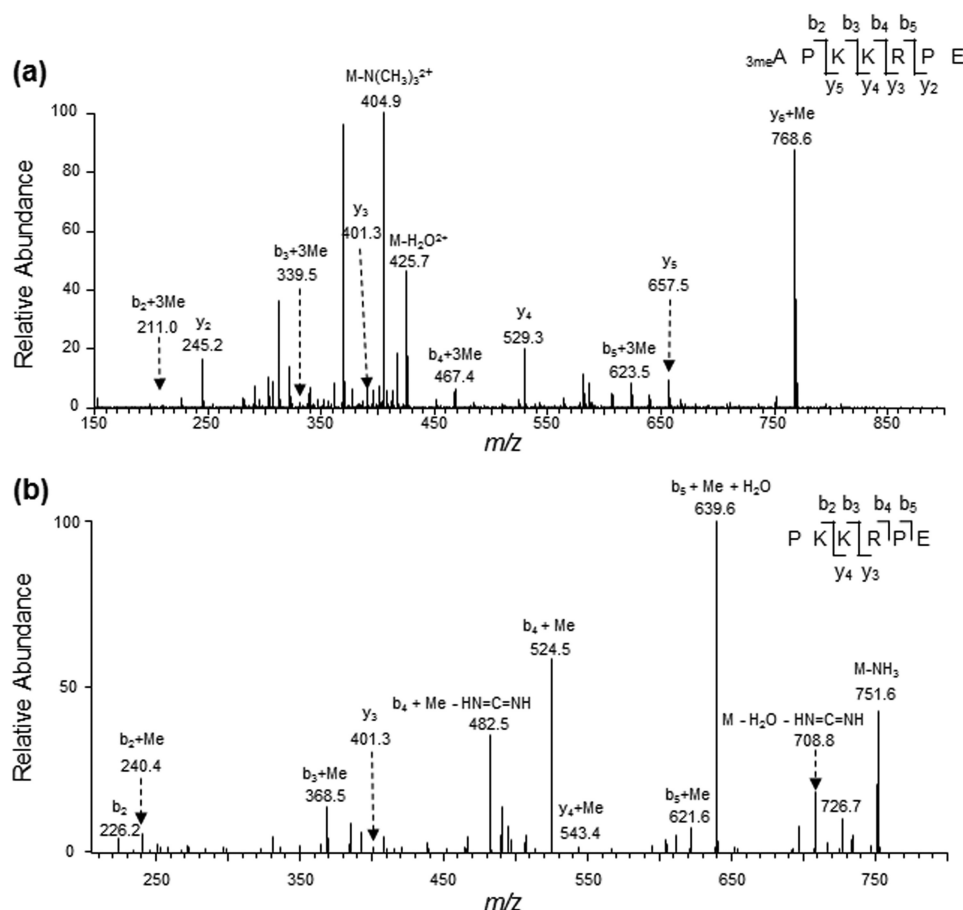 (a)
b₂ b₃ b₄ b₅
₃ₘₑA P K K R P E
y₅ y₄ y₃ y₂
M–N(CH₃)₃²⁺
404.9
y₆+Me
768.6
y₃
401.3
b₃+3Me
339.5
M–H₂O²⁺
425.7
y₅
657.5
b₂+3Me
211.0
y₂
245.2
b₄+3Me
467.4
y₄
529.3
b₅+3Me
623.5
Relative Abundance
100
80
60
40
20
0
150 250 350 450 550 650 750 850
m/z
(b)
b₅ + Me + H₂O
639.6
b₂ b₃ b₄ b₅
P K K R P E
y₄ y₃
b₄ + Me
524.5
M–NH₃
751.6
b₄ + Me - HN=C=NH
482.5
M - H₂O - HN=C=NH
708.8
y₃
401.3
b₂+Me
240.4
b₃+Me
368.5
b₂
226.2
y₄+Me
543.4
b₅+Me
621.6
726.7
Relative Abundance
100
50
0
250 350 450 550 650 750
m/z